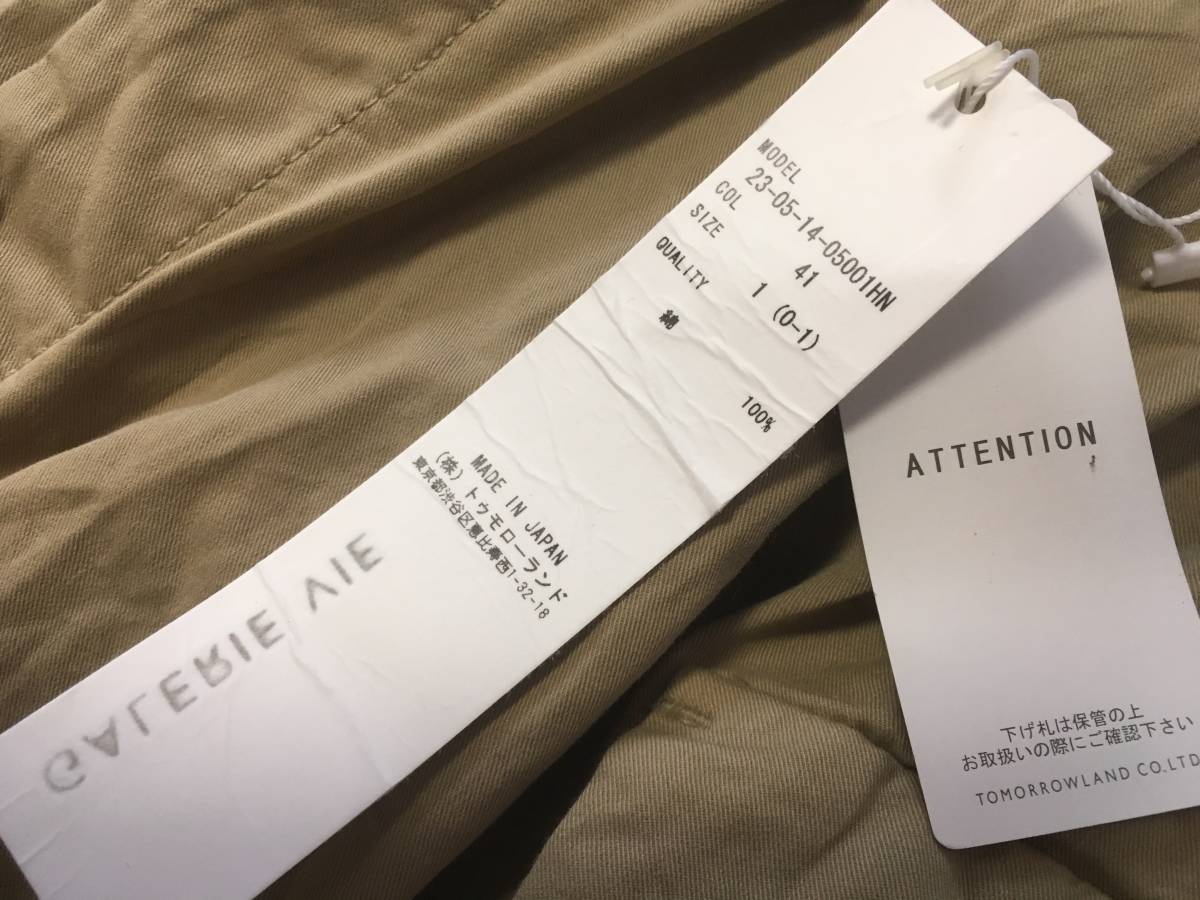 MODEL
23-05-14-05001HN
COL 41
SIZE 1 (0-1)
QUALITY
綿 100%
MADE IN JAPAN
(株)トゥモローランド
東京都渋谷区恵比寿西1-32-18
GALERIE VIE
ATTENTION
下げ札は保管の上
お取扱いの際にご確認下さい
TOMORROWLAND CO.LTD